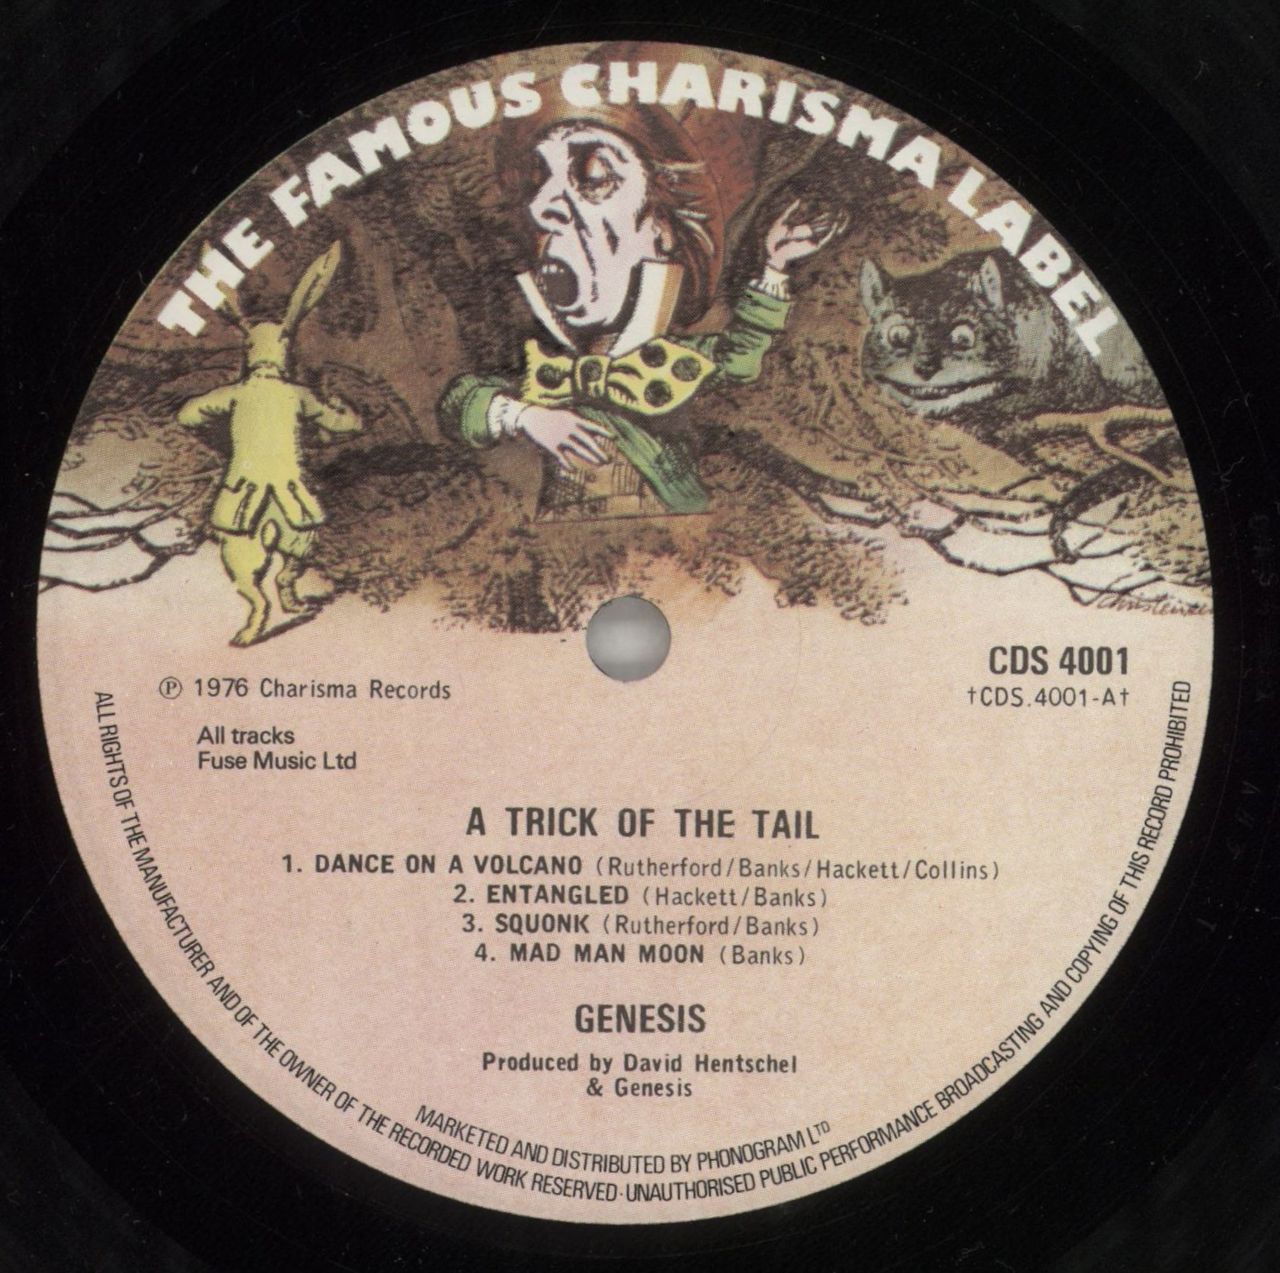 THE FAMOUS CHARISMA LABEL
Christensen
CDS 4001
†CDS.4001-A†
Ⓟ 1976 Charisma Records
All tracks
Fuse Music Ltd
A TRICK OF THE TAIL
1. DANCE ON A VOLCANO (Rutherford/Banks/Hackett/Collins)
2. ENTANGLED (Hackett/Banks)
3. SQUONK (Rutherford/Banks)
4. MAD MAN MOON (Banks)
GENESIS
Produced by David Hentschel
& Genesis
MARKETED AND DISTRIBUTED BY PHONOGRAM LTD
ALL RIGHTS OF THE MANUFACTURER AND OF THE OWNER OF THE RECORDED WORK RESERVED·UNAUTHORISED PUBLIC PERFORMANCE BROADCASTING AND COPYING OF THIS RECORD PROHIBITED